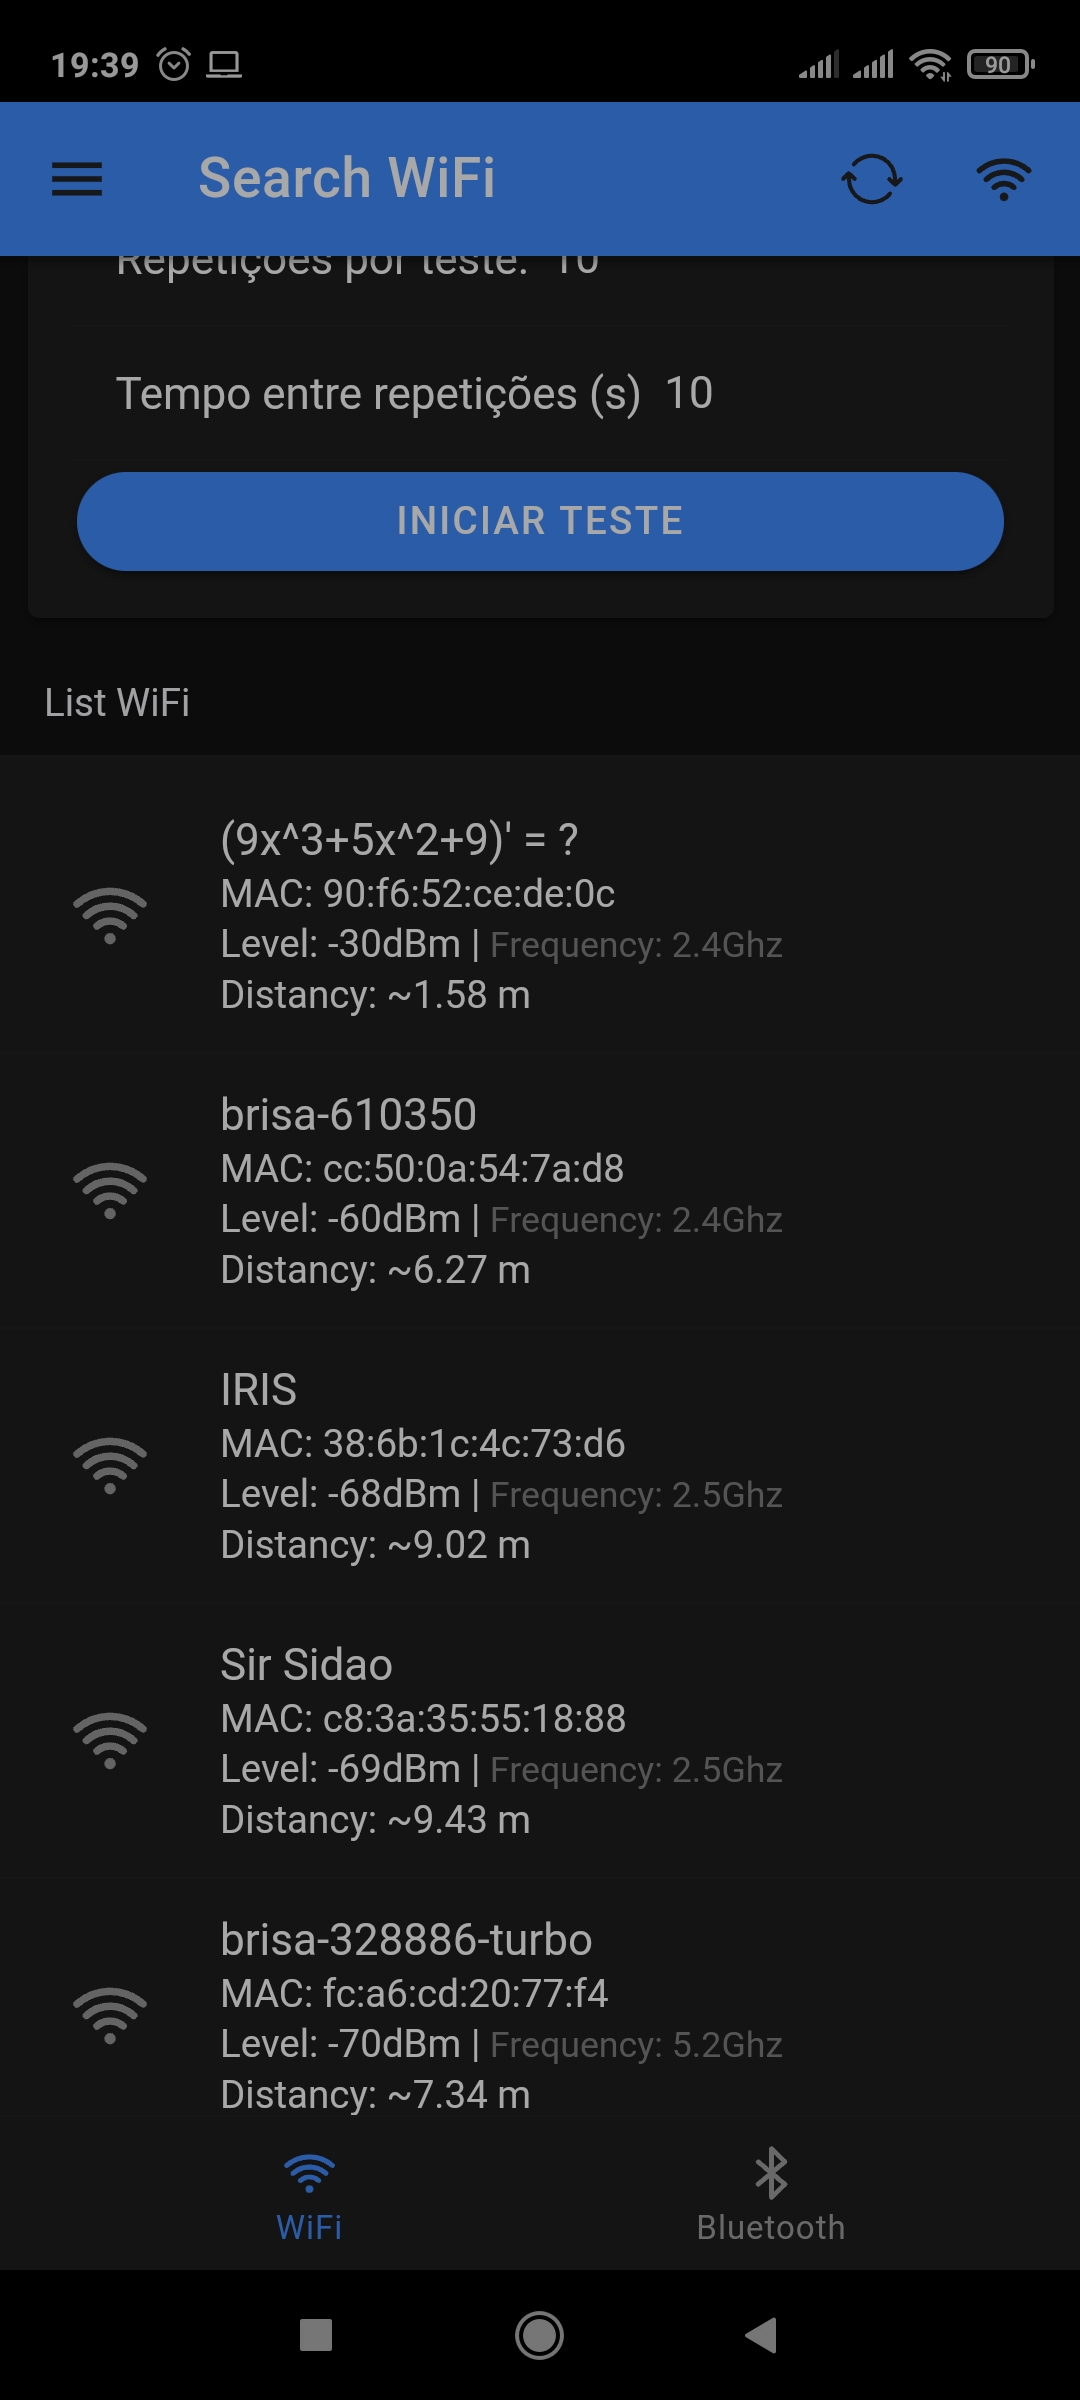 19:39
90
Search WiFi
Repetições por teste: 10
Tempo entre repetições (s) 10
INICIAR TESTE
List WiFi
(9x^3+5x^2+9)' = ?
MAC: 90:f6:52:ce:de:0c
Level: -30dBm | Frequency: 2.4Ghz
Distancy: ~1.58 m
brisa-610350
MAC: cc:50:0a:54:7a:d8
Level: -60dBm | Frequency: 2.4Ghz
Distancy: ~6.27 m
IRIS
MAC: 38:6b:1c:4c:73:d6
Level: -68dBm | Frequency: 2.5Ghz
Distancy: ~9.02 m
Sir Sidao
MAC: c8:3a:35:55:18:88
Level: -69dBm | Frequency: 2.5Ghz
Distancy: ~9.43 m
brisa-328886-turbo
MAC: fc:a6:cd:20:77:f4
Level: -70dBm | Frequency: 5.2Ghz
Distancy: ~7.34 m
WiFi
Bluetooth